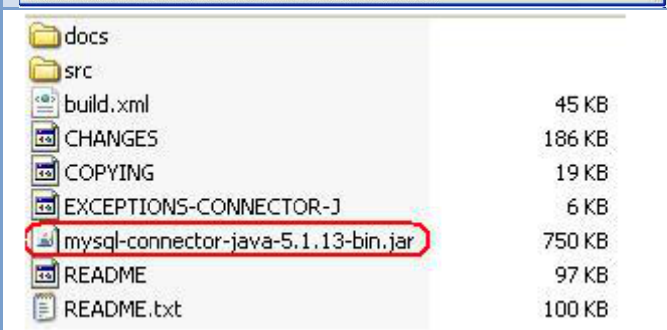 docs
src
build.xml 45 KB
CHANGES 186 KB
COPYING 19 KB
EXCEPTIONS-CONNECTOR-J 6 KB
mysql-connector-java-5.1.13-bin.jar 750 KB
README 97 KB
README.txt 100 KB